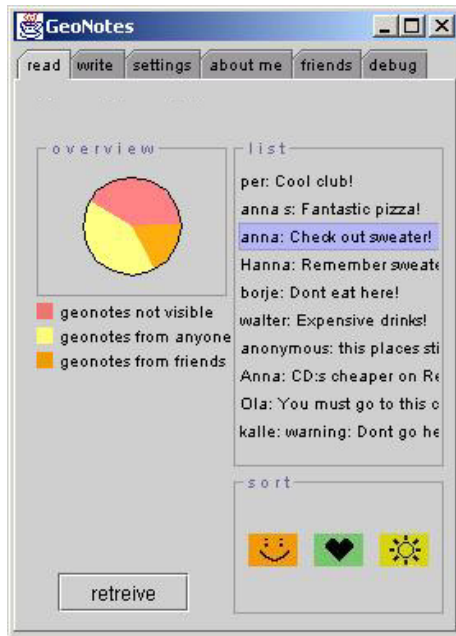 GeoNotes
read write settings about me friends debug
overview
geonotes not visible
geonotes from anyone
geonotes from friends
retreive
list
per: Cool club!
anna s: Fantastic pizza!
anna: Check out sweater!
Hanna: Remember sweate
borje: Dont eat here!
walter: Expensive drinks!
anonymous: this places sti
Anna: CD:s cheaper on Re
Ola: You must go to this c
kalle: warning: Dont go he
sort